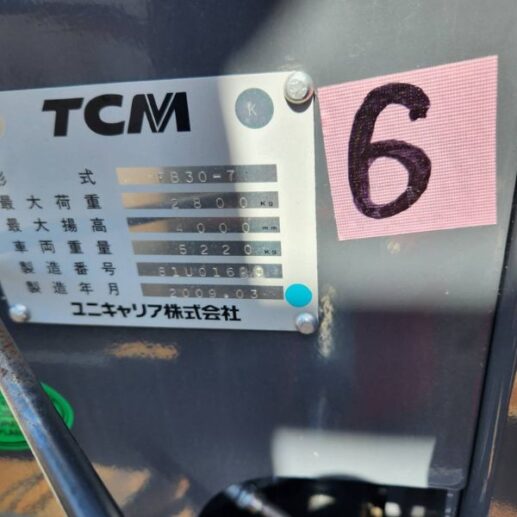 TCM
K
6
形 式 FB30-7
最大荷重 2800 Kg
最大揚高 4000 mm
車両重量 5220 Kg
製造番号
製造年月 2009.03
ユニキャリア株式会社